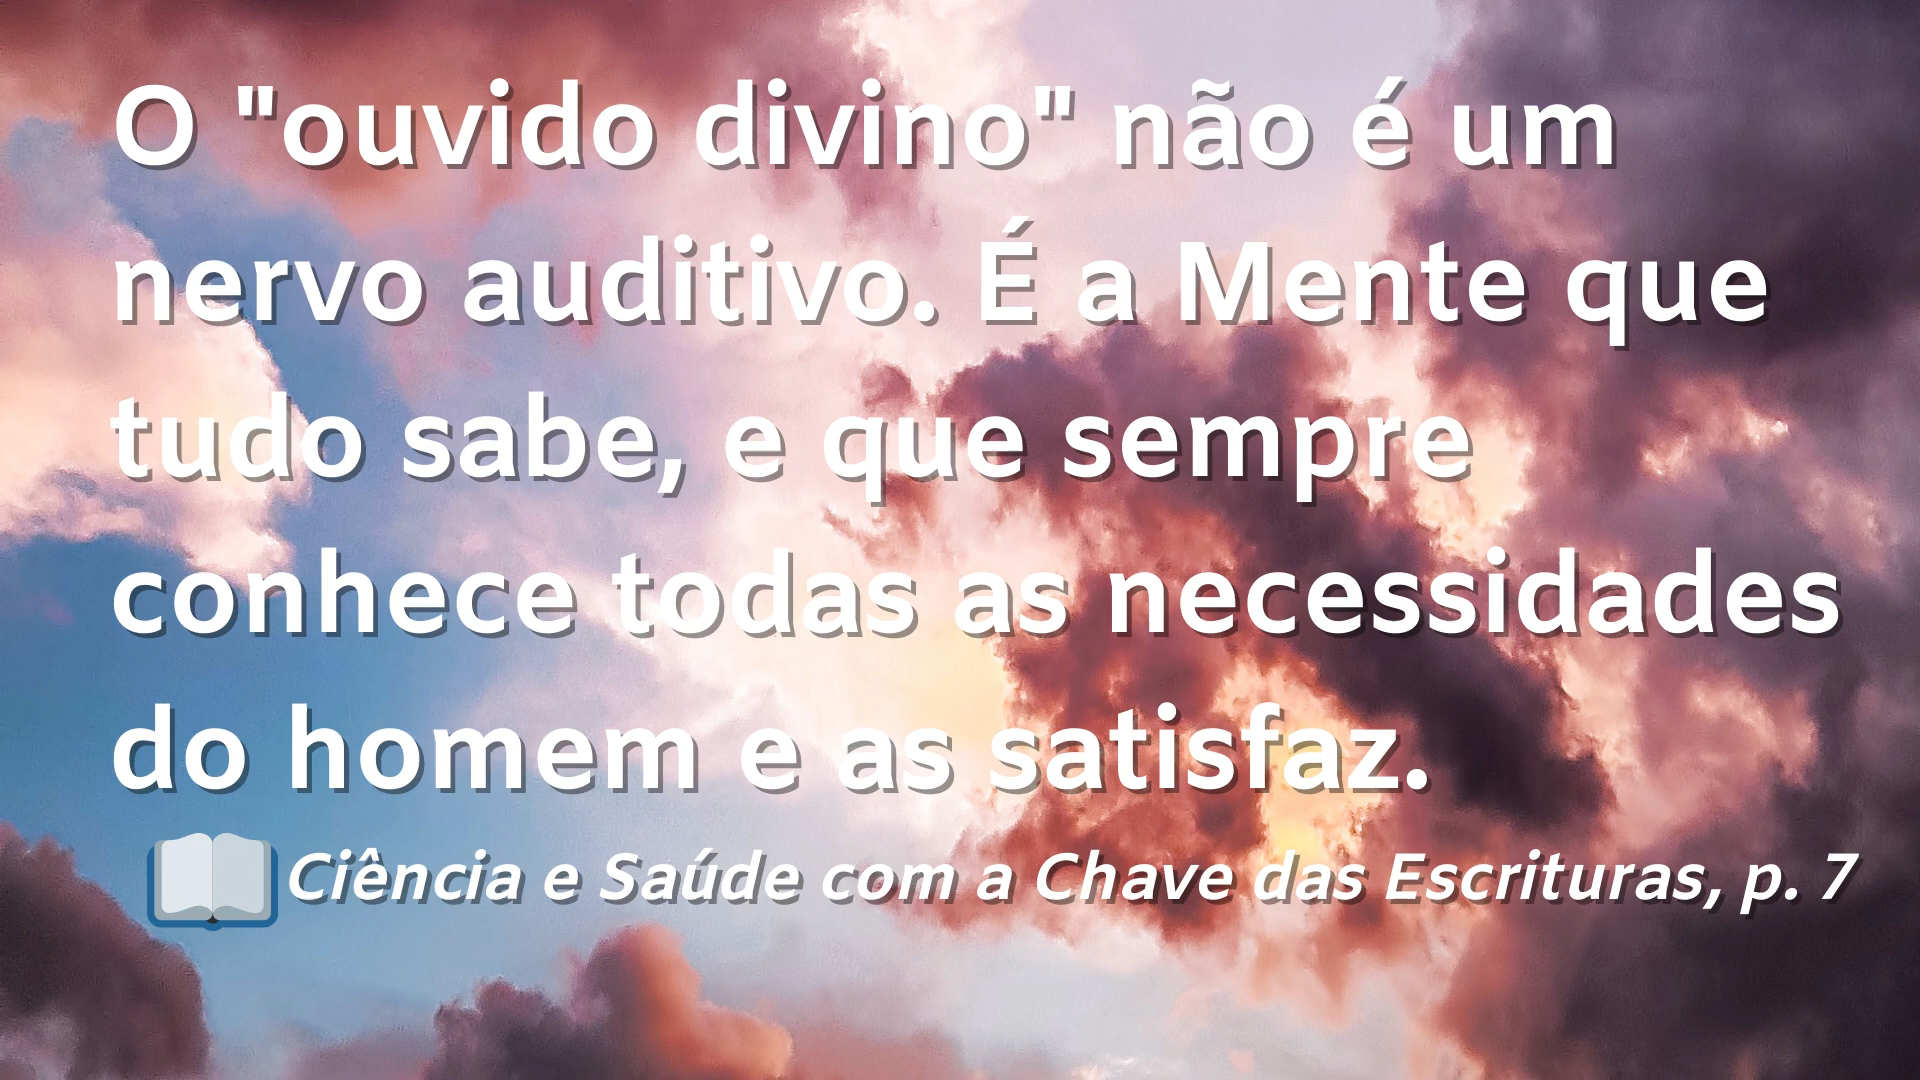 O "ouvido divino" não é um
nervo auditivo. É a Mente que
tudo sabe, e que sempre
conhece todas as necessidades
do homem e as satisfaz.
Ciência e Saúde com a Chave das Escrituras, p. 7